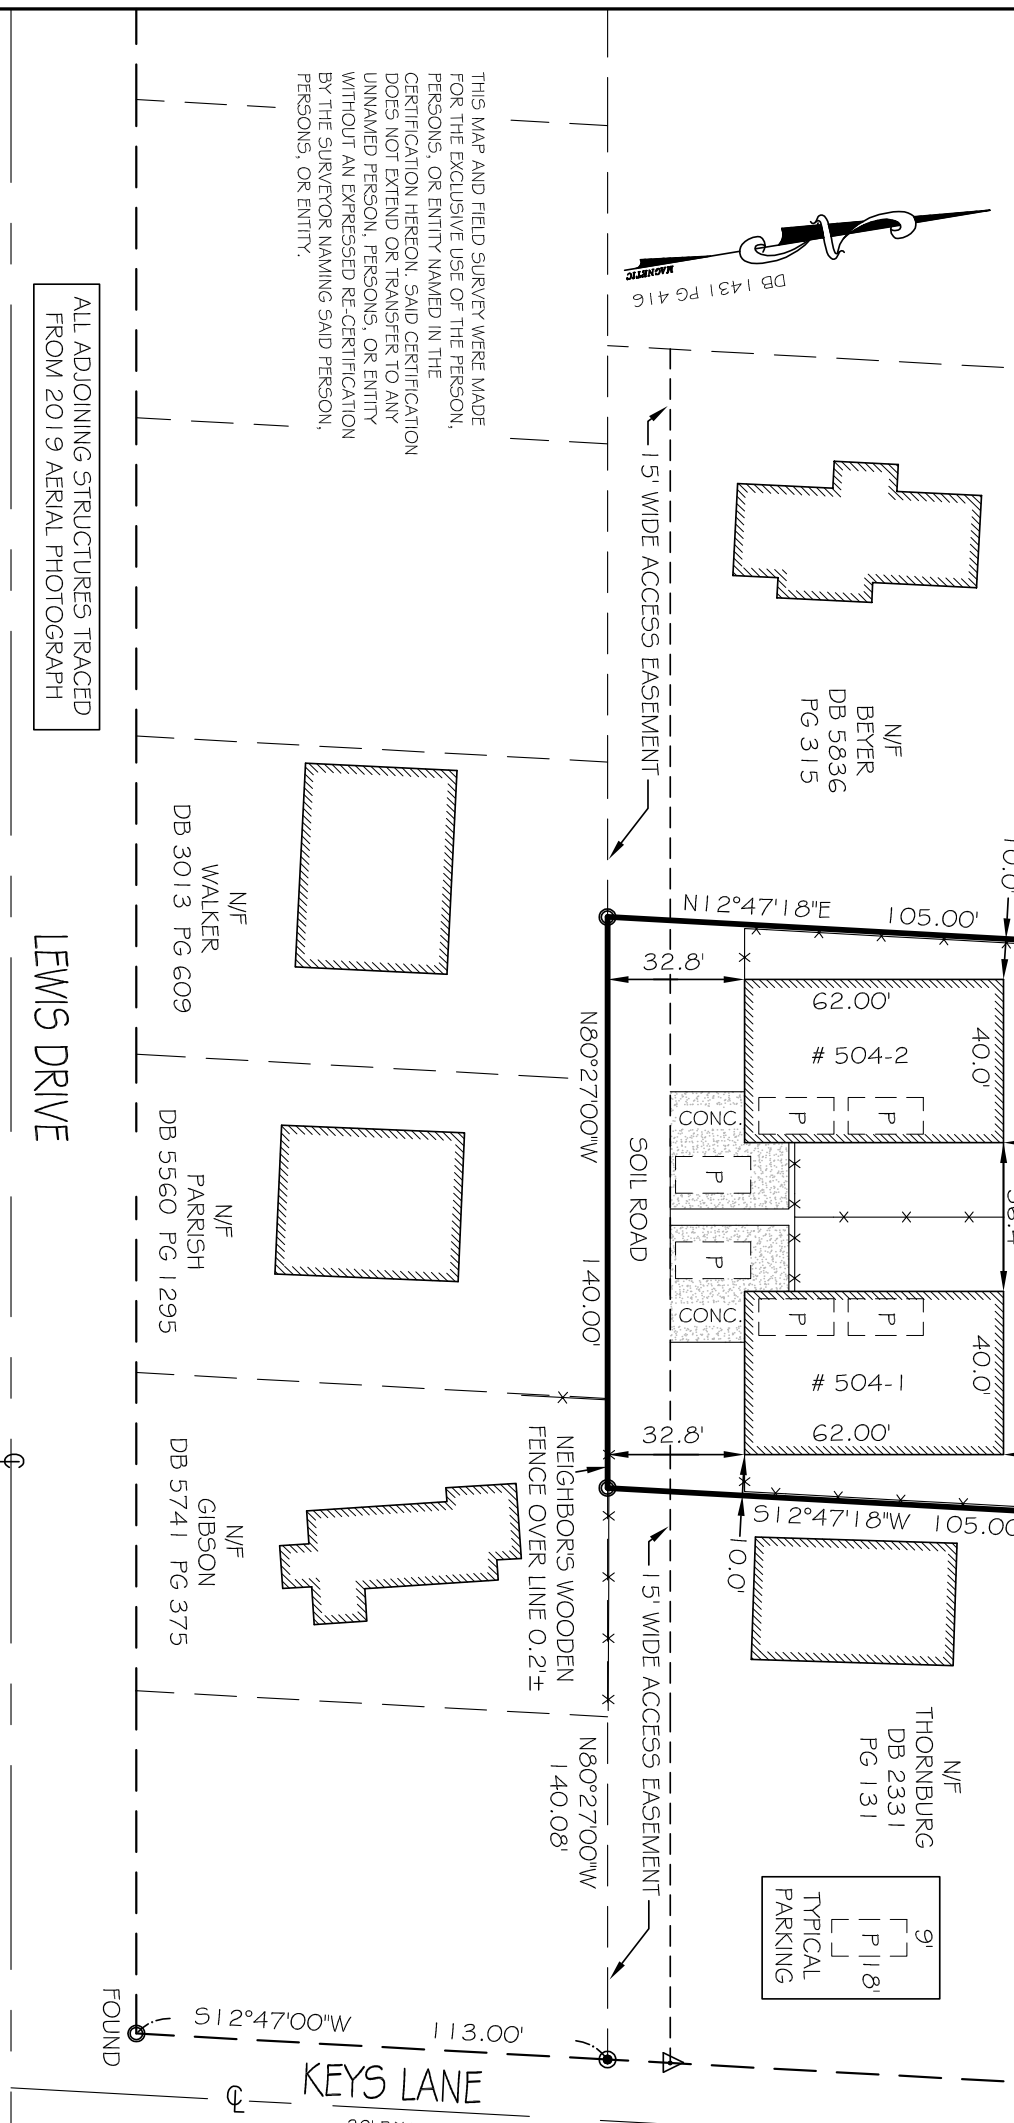 THIS MAP AND FIELD SURVEY WERE MADE
FOR THE EXCLUSIVE USE OF THE PERSON,
PERSONS, OR ENTITY NAMED IN THE
CERTIFICATION HEREON. SAID CERTIFICATION
DOES NOT EXTEND OR TRANSFER TO ANY
UNNAMED PERSON, PERSONS, OR ENTITY
WITHOUT AN EXPRESSED RE-CERTIFICATION
BY THE SURVEYOR NAMING SAID PERSON,
PERSONS, OR ENTITY.
MAGNETIC
DB 1431 PG 416
ALL ADJOINING STRUCTURES TRACED
FROM 2019 AERIAL PHOTOGRAPH
15' WIDE ACCESS EASEMENT
N/F
BEYER
DB 5836
PG 315
N/F
WALKER
DB 3013 PG 609
LEWIS DRIVE
N12°47'18"E 105.00'
10.0'
32.8'
62.00'
40.0'
# 504-2
P
P
CONC.
P
N80°27'00"W 140.00'
SOIL ROAD
P
CONC.
P
P
40.0'
# 504-1
62.00'
32.8'
N/F
PARRISH
DB 5560 PG 1295
S12°47'18"W 105.00
10.0'
NEIGHBOR'S WOODEN
FENCE OVER LINE 0.2'±
N/F
GIBSON
DB 5741 PG 375
15' WIDE ACCESS EASEMENT
N/F
THORNBURG
DB 2331
PG 131
N80°27'00"W
140.08'
9'
P 18'
TYPICAL
PARKING
S12°47'00"W 113.00'
FOUND
KEYS LANE